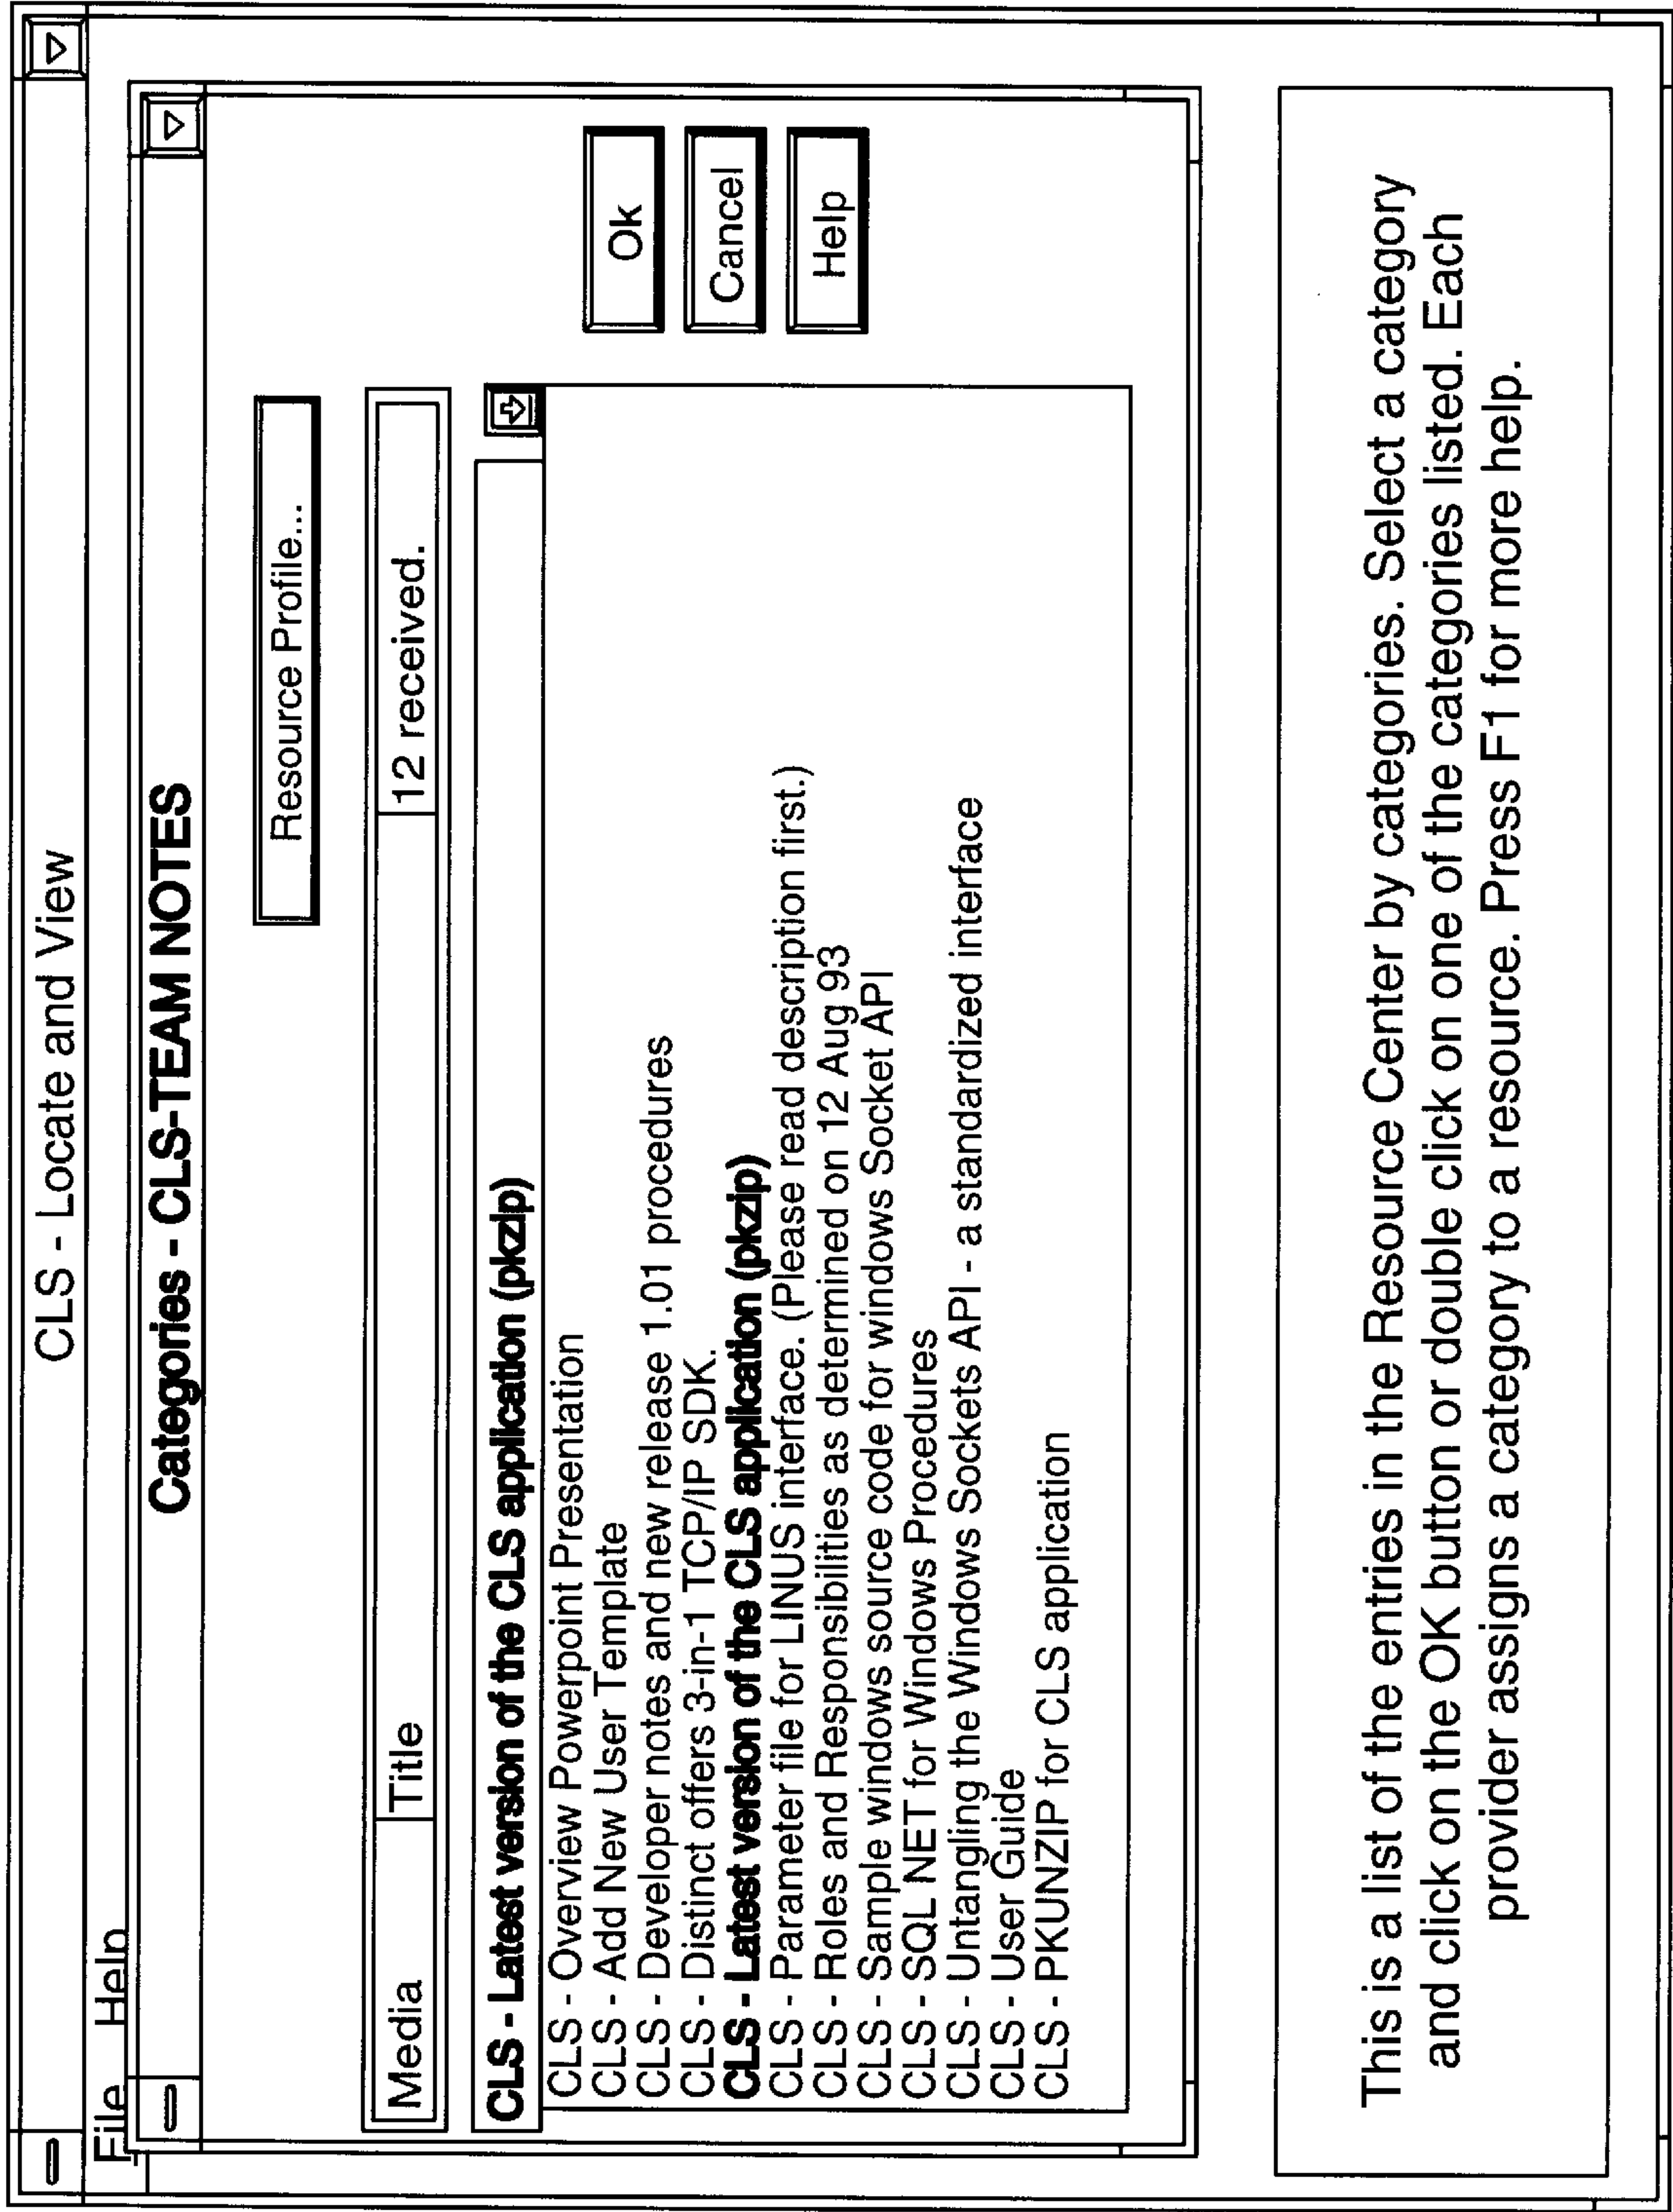 CLS - Locate and View
File Help
Categories - CLS-TEAM NOTES
Resource Profile...
Media Title 12 received.
CLS - Latest version of the CLS application (pkzip)
CLS - Overview Powerpoint Presentation
CLS - Add New User Template
CLS - Developer notes and new release 1.01 procedures
CLS - Distinct offers 3-in-1 TCP/IP SDK.
CLS - Latest version of the CLS application (pkzip)
CLS - Parameter file for LINUS interface. (Please read description first.)
CLS - Roles and Responsibilities as determined on 12 Aug 93
CLS - Sample windows source code for windows Socket API
CLS - SQL NET for Windows Procedures
CLS - Untangling the Windows Sockets API - a standardized interface
CLS - User Guide
CLS - PKUNZIP for CLS application
Ok
Cancel
Help
This is a list of the entries in the Resource Center by categories. Select a category
and click on the OK button or double click on one of the categories listed. Each
provider assigns a category to a resource. Press F1 for more help.